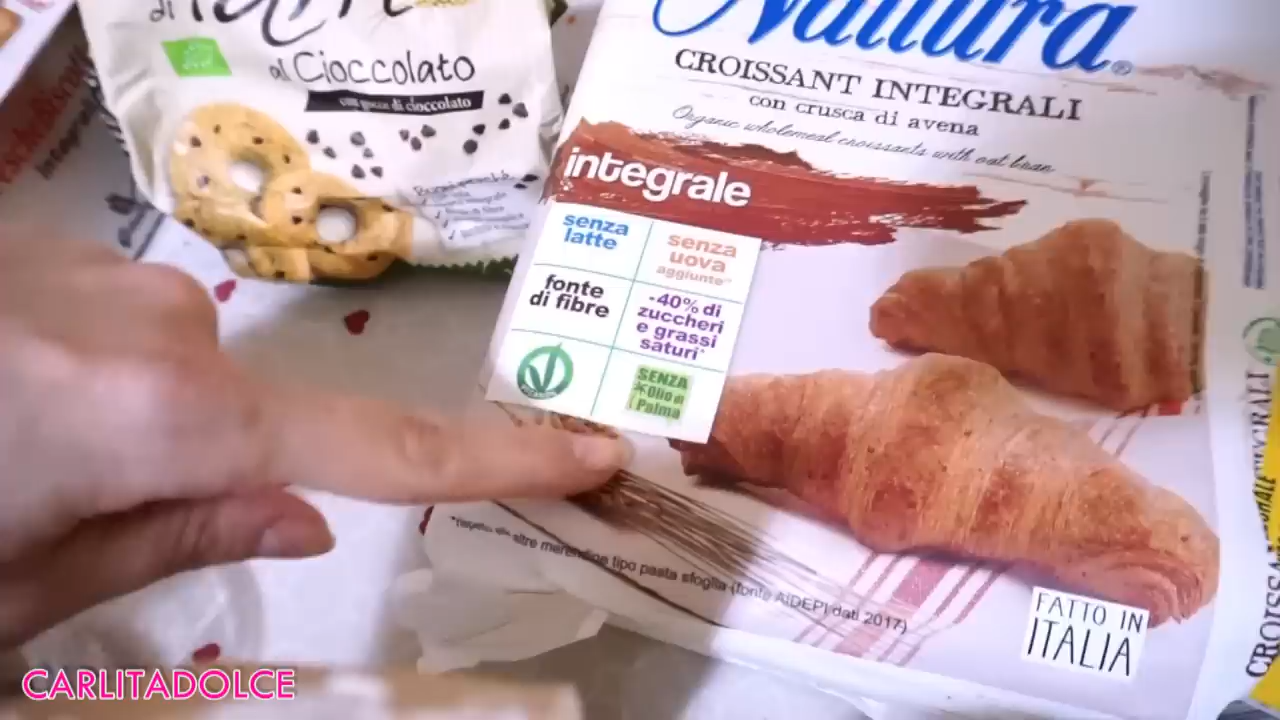 di
al Cioccolato
con gocce di cioccolato
Nattura®
CROISSANT INTEGRALI
con crusca di avena
Organic wholemeal croissants with oat bran
integrale
senza
latte
senza
uova
aggiunte**
fonte
di fibre
-40% di
zuccheri
e grassi
saturi*
SENZA
Olio di
Palma
*rispetto alle altre merendine tipo pasta sfoglia (fonte AIDEPI dati 2017)
FATTO IN
ITALIA
CARLITADOLCE